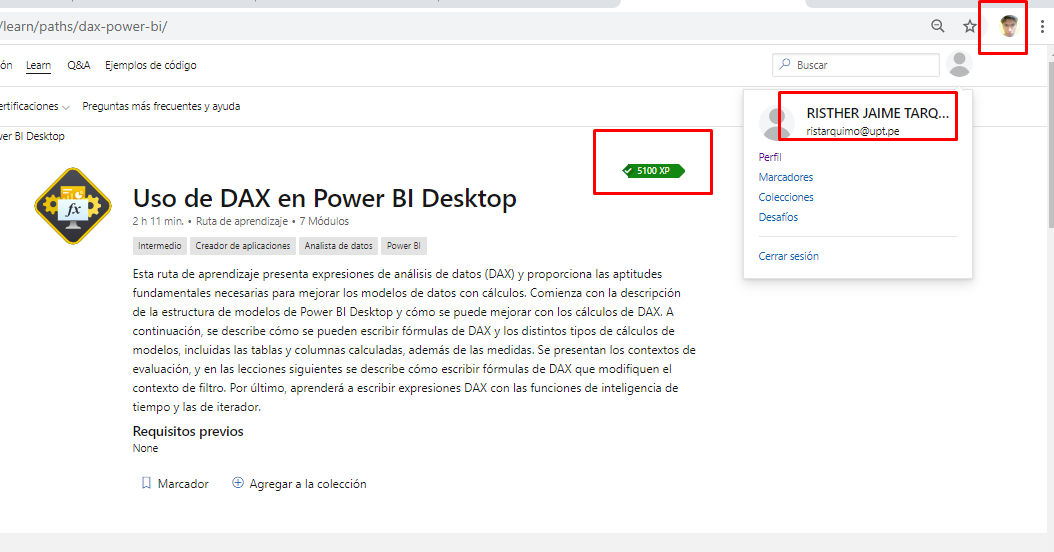 /learn/paths/dax-power-bi/
ón Learn Q&A Ejemplos de código
Buscar
ertificaciones Preguntas más frecuentes y ayuda
wer BI Desktop
RISTHER JAIME TARQ...
ristarquimo@upt.pe
Perfil
Marcadores
Colecciones
Desafíos
Cerrar sesión
5100 XP
fx
Uso de DAX en Power BI Desktop
2 h 11 min. • Ruta de aprendizaje • 7 Módulos
Intermedio Creador de aplicaciones Analista de datos Power BI
Esta ruta de aprendizaje presenta expresiones de análisis de datos (DAX) y proporciona las aptitudes
fundamentales necesarias para mejorar los modelos de datos con cálculos. Comienza con la descripción
de la estructura de modelos de Power BI Desktop y cómo se puede mejorar con los cálculos de DAX. A
continuación, se describe cómo se pueden escribir fórmulas de DAX y los distintos tipos de cálculos de
modelos, incluidas las tablas y columnas calculadas, además de las medidas. Se presentan los contextos de
evaluación, y en las lecciones siguientes se describe cómo escribir fórmulas de DAX que modifiquen el
contexto de filtro. Por último, aprenderá a escribir expresiones DAX con las funciones de inteligencia de
tiempo y las de iterador.
Requisitos previos
None
Marcador Agregar a la colección